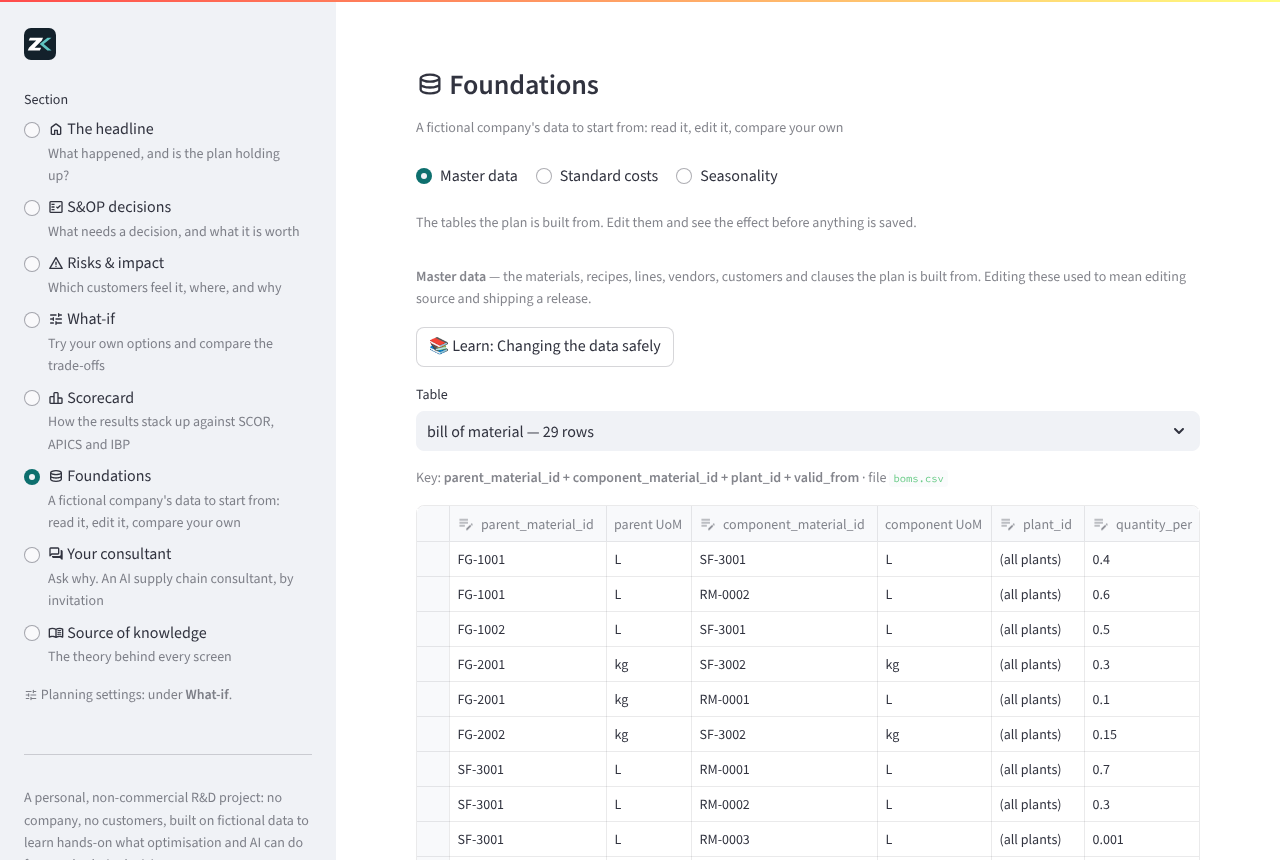 ZK
Section
The headline
What happened, and is the plan holding
up?
S&OP decisions
What needs a decision, and what it is worth
Risks & impact
Which customers feel it, where, and why
What-if
Try your own options and compare the
trade-offs
Scorecard
How the results stack up against SCOR,
APICS and IBP
Foundations
A fictional company's data to start from:
read it, edit it, compare your own
Your consultant
Ask why. An AI supply chain consultant, by
invitation
Source of knowledge
The theory behind every screen
Planning settings: under What-if.
A personal, non-commercial R&D project: no
company, no customers, built on fictional data to
learn hands-on what optimisation and AI can do
Foundations
A fictional company's data to start from: read it, edit it, compare your own
Master data Standard costs Seasonality
The tables the plan is built from. Edit them and see the effect before anything is saved.
Master data — the materials, recipes, lines, vendors, customers and clauses the plan is built from. Editing these used to mean editing
source and shipping a release.
📚 Learn: Changing the data safely
Table
bill of material — 29 rows
Key: parent_material_id + component_material_id + plant_id + valid_from · file boms.csv
parent_material_id parent UoM component_material_id component UoM plant_id quantity_per
FG-1001 L SF-3001 L (all plants) 0.4
FG-1001 L RM-0002 L (all plants) 0.6
FG-1002 L SF-3001 L (all plants) 0.5
FG-2001 kg SF-3002 kg (all plants) 0.3
FG-2001 kg RM-0001 L (all plants) 0.1
FG-2002 kg SF-3002 kg (all plants) 0.15
SF-3001 L RM-0001 L (all plants) 0.7
SF-3001 L RM-0002 L (all plants) 0.3
SF-3001 L RM-0003 L (all plants) 0.001